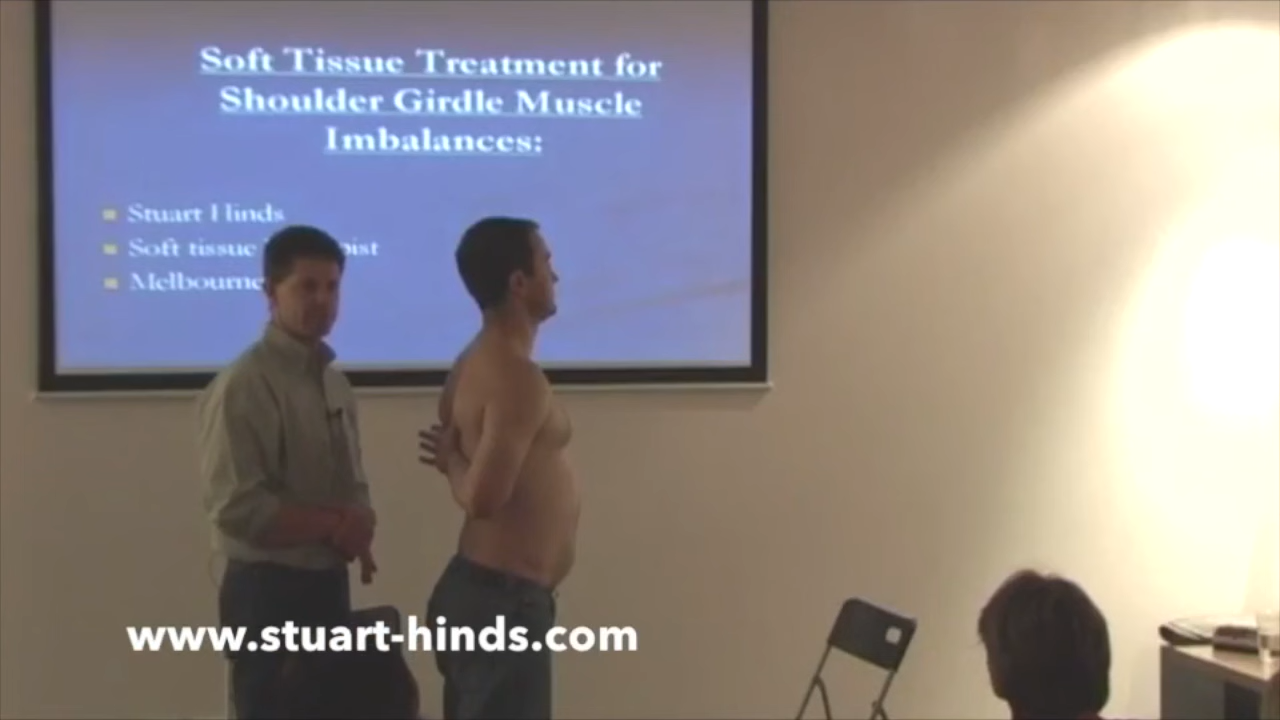 Soft Tissue Treatment for
Shoulder Girdle Muscle
Imbalances:
Stuart Hinds
Soft tissue
Melbourne
www.stuart-hinds.com